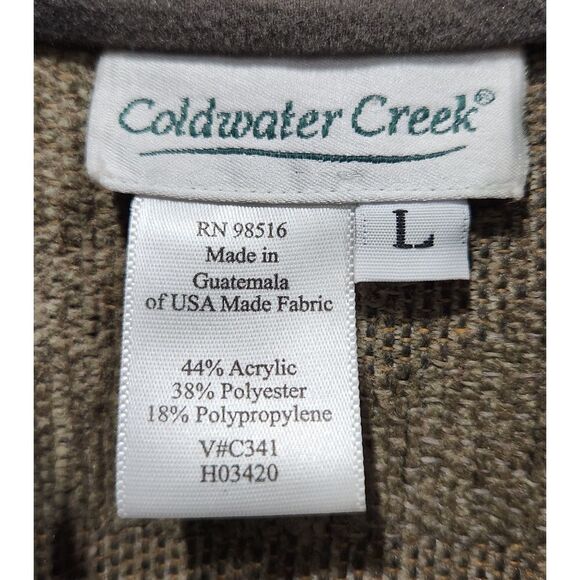 Coldwater Creek®
L
RN 98516
Made in
Guatemala
of USA Made Fabric
44% Acrylic
38% Polyester
18% Polypropylene
V#C341
H03420